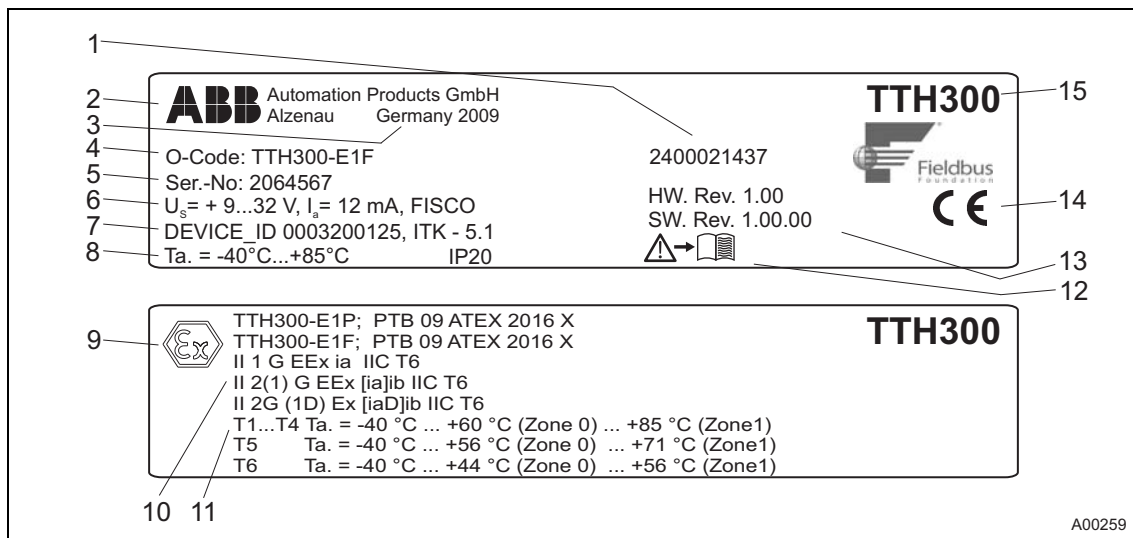 1
2
3
4
5
6
7
8
ABB Automation Products GmbH
Alzenau Germany 2009
O-Code: TTH300-E1F
Ser.-No: 2064567
Us= + 9...32 V, Ia= 12 mA, FISCO
DEVICE_ID 0003200125, ITK - 5.1
Ta. = -40°C...+85°C IP20
2400021437
HW. Rev. 1.00
SW. Rev. 1.00.00
TTH300
Fieldbus
Foundation
CE
15
14
13
12
9
Ex
TTH300-E1P; PTB 09 ATEX 2016 X
TTH300-E1F; PTB 09 ATEX 2016 X
II 1 G EEx ia IIC T6
II 2(1) G EEx [ia]ib IIC T6
II 2G (1D) Ex [iaD]ib IIC T6
T1...T4 Ta. = -40 °C ... +60 °C (Zone 0) ... +85 °C (Zone1)
T5 Ta. = -40 °C ... +56 °C (Zone 0) ... +71 °C (Zone1)
T6 Ta. = -40 °C ... +44 °C (Zone 0) ... +56 °C (Zone1)
TTH300
10 11
A00259